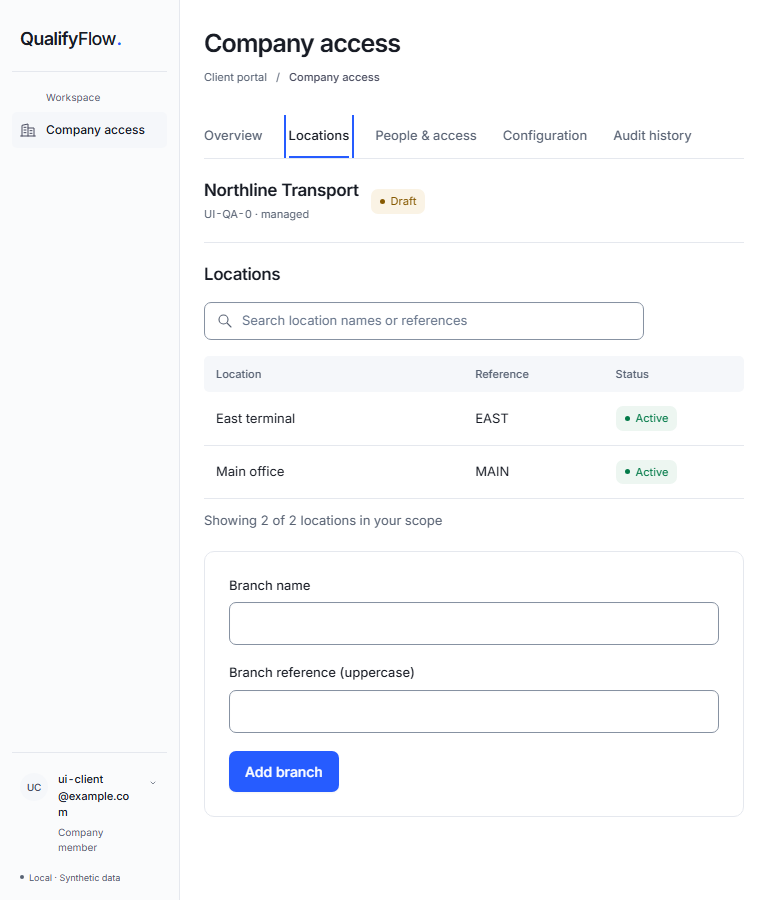 QualifyFlow.
Workspace
Company access
Company access
Client portal / Company access
Overview Locations People & access Configuration Audit history
Northline Transport
Draft
UI-QA-0 · managed
Locations
Search location names or references
Location Reference Status
East terminal EAST Active
Main office MAIN Active
Showing 2 of 2 locations in your scope
Branch name
Branch reference (uppercase)
Add branch
UC
ui-client
@example.co
m
Company
member
Local · Synthetic data